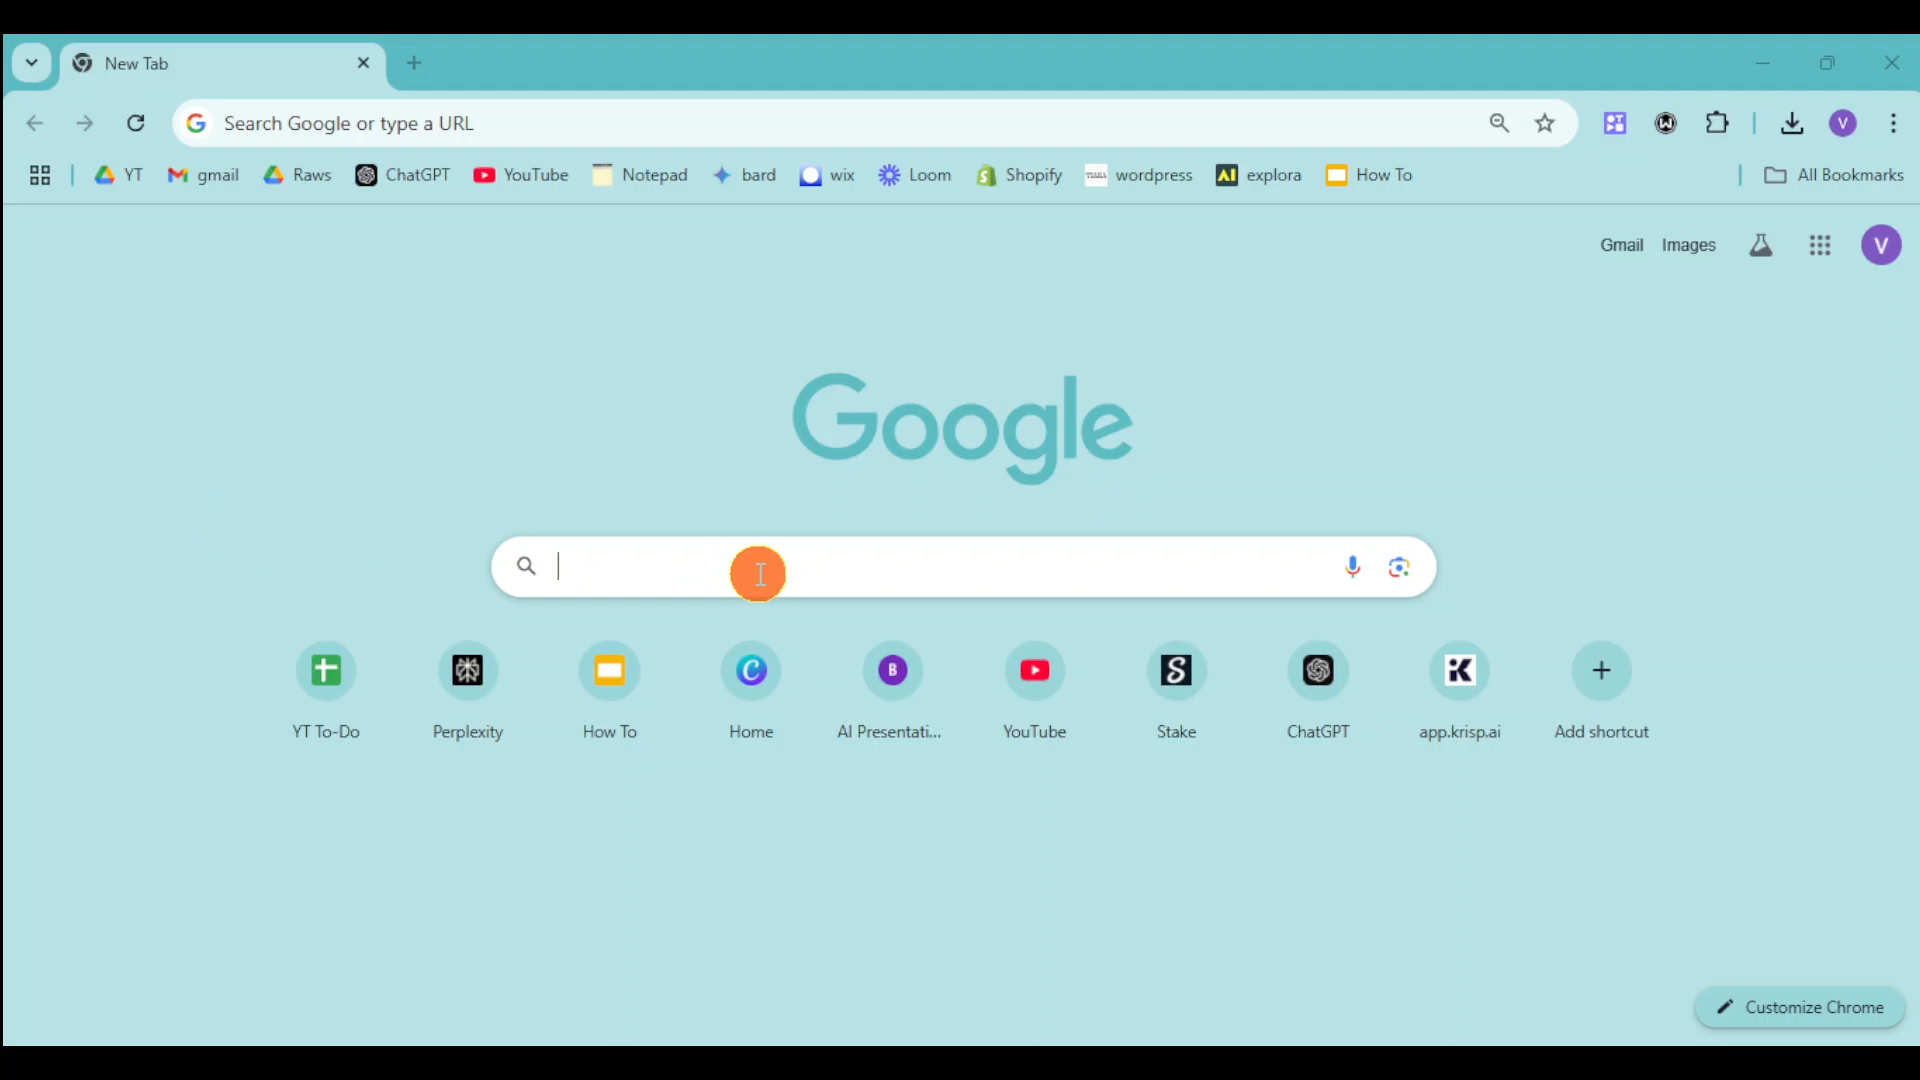 New Tab
Search Google or type a URL
YT gmail Raws ChatGPT YouTube Notepad bard wix Loom Shopify wordpress AI explora How To All Bookmarks
Gmail Images V
Google
B
YT To-Do Perplexity How To Home AI Presentati... YouTube Stake ChatGPT app.krisp.ai Add shortcut
Customize Chrome